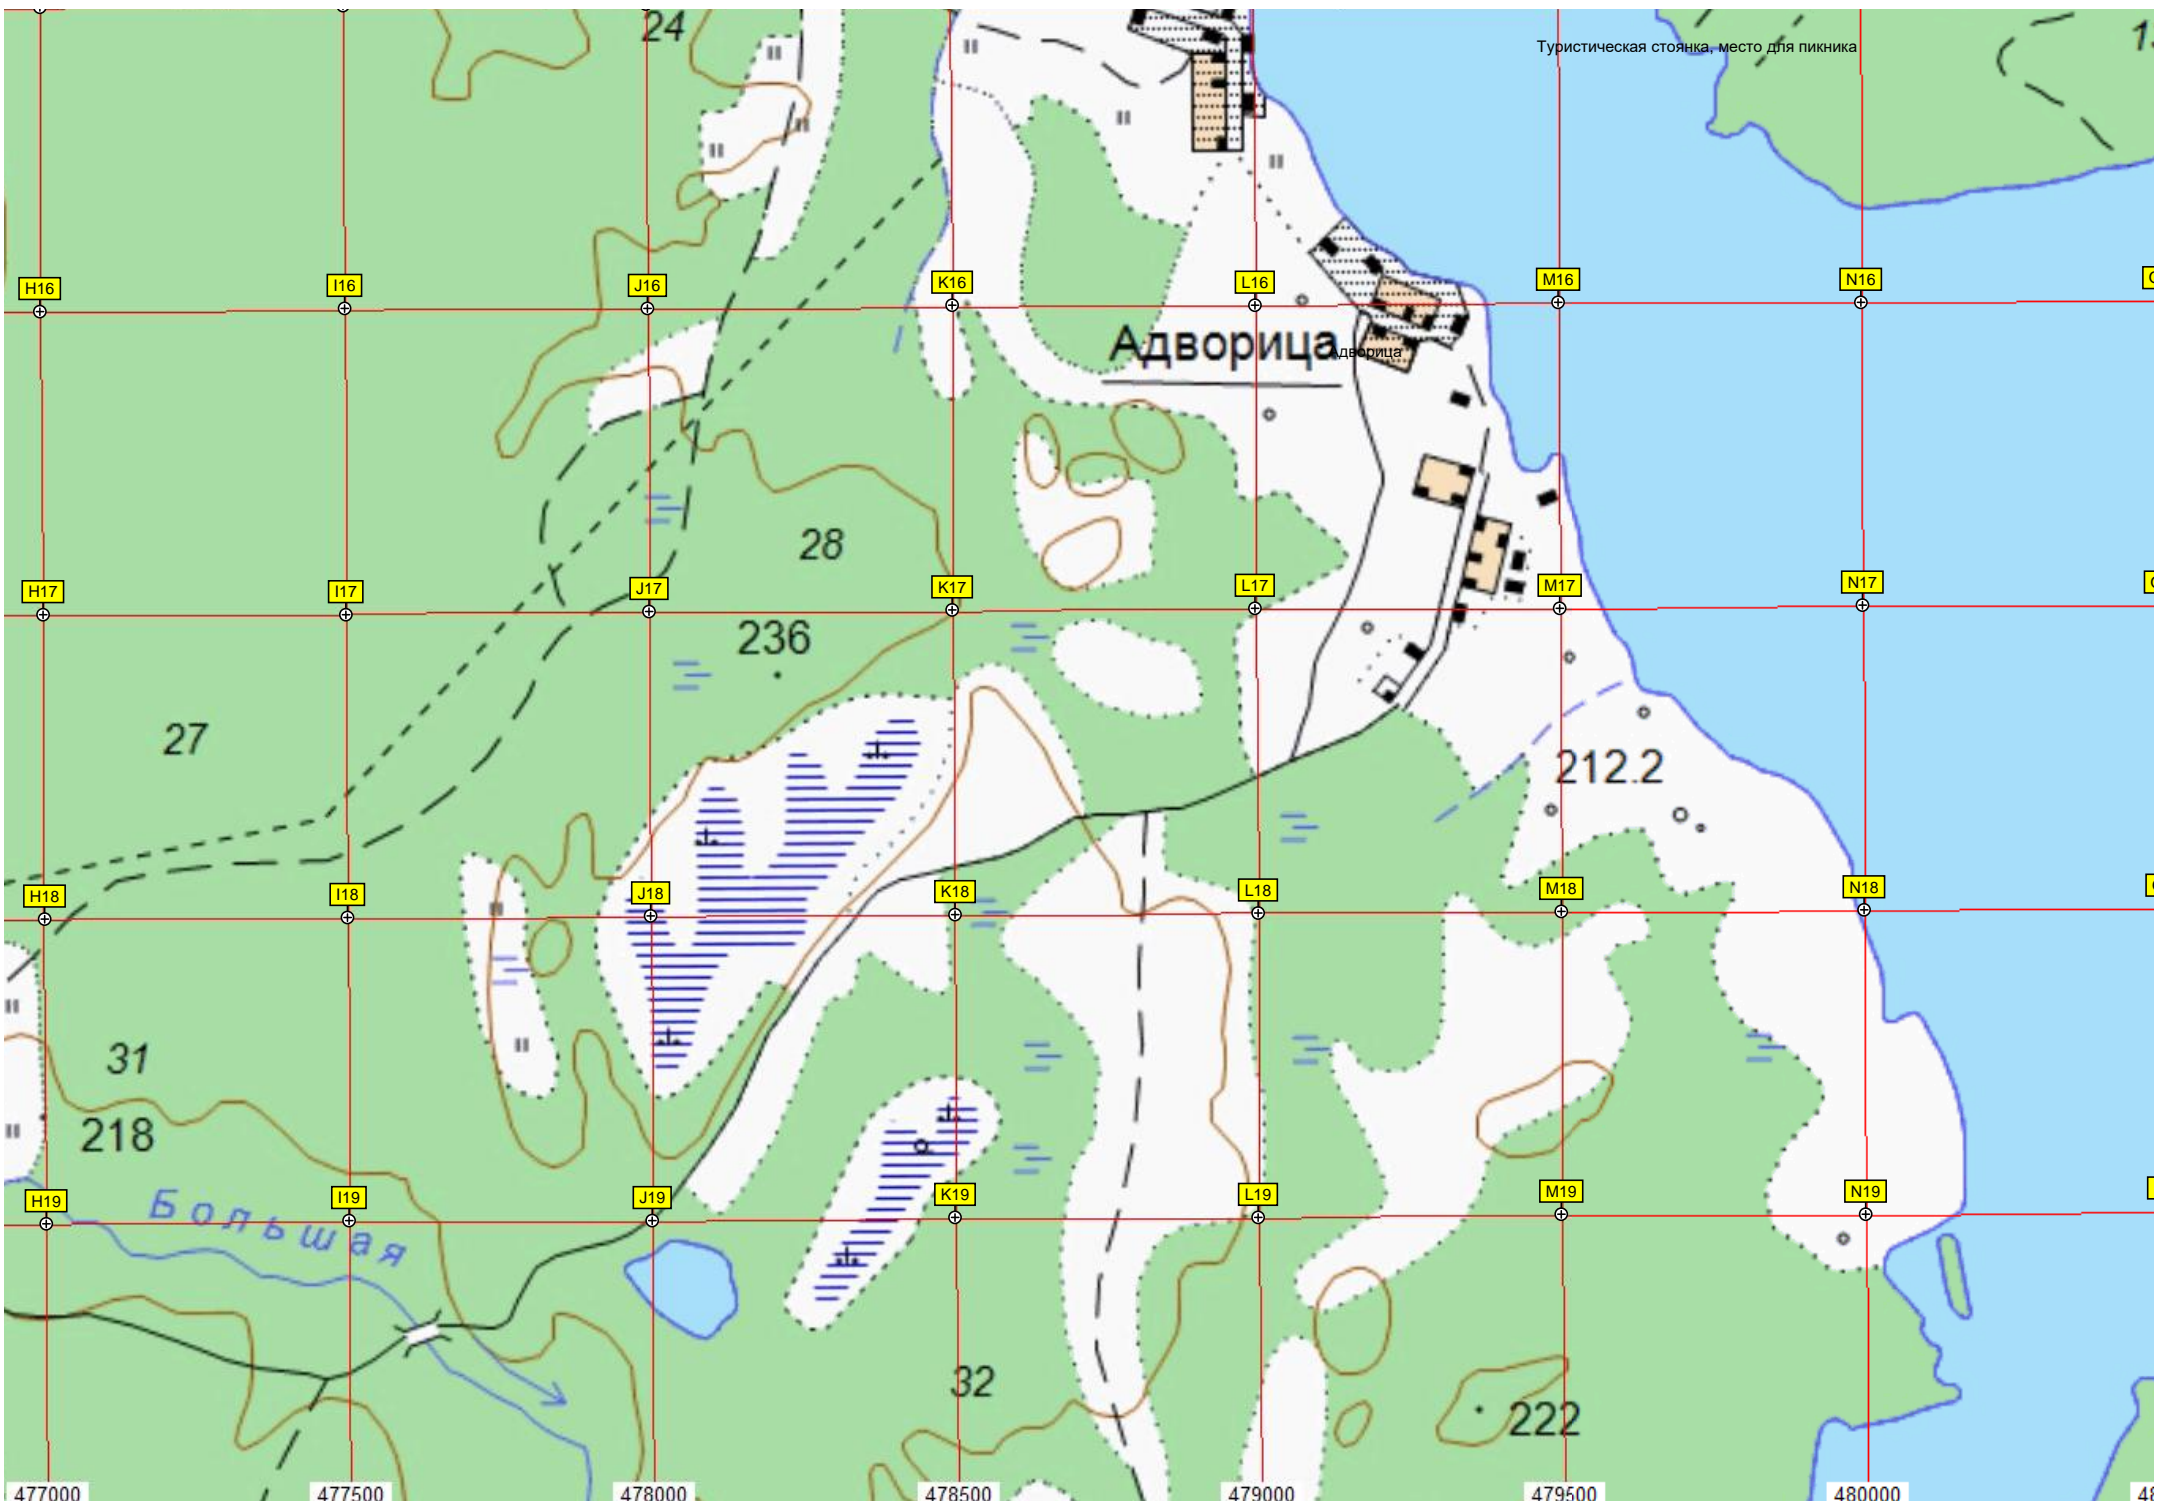 24
Туристическая стоянка, место для пикника
H16
I16
J16
K16
L16
M16
N16
Адворица
Адворица
28
H17
I17
J17
K17
L17
M17
N17
236
27
212.2
H18
I18
J18
K18
L18
M18
N18
31
218
Большая
H19
I19
J19
K19
L19
M19
N19
32
222
477000
477500
478000
478500
479000
479500
480000